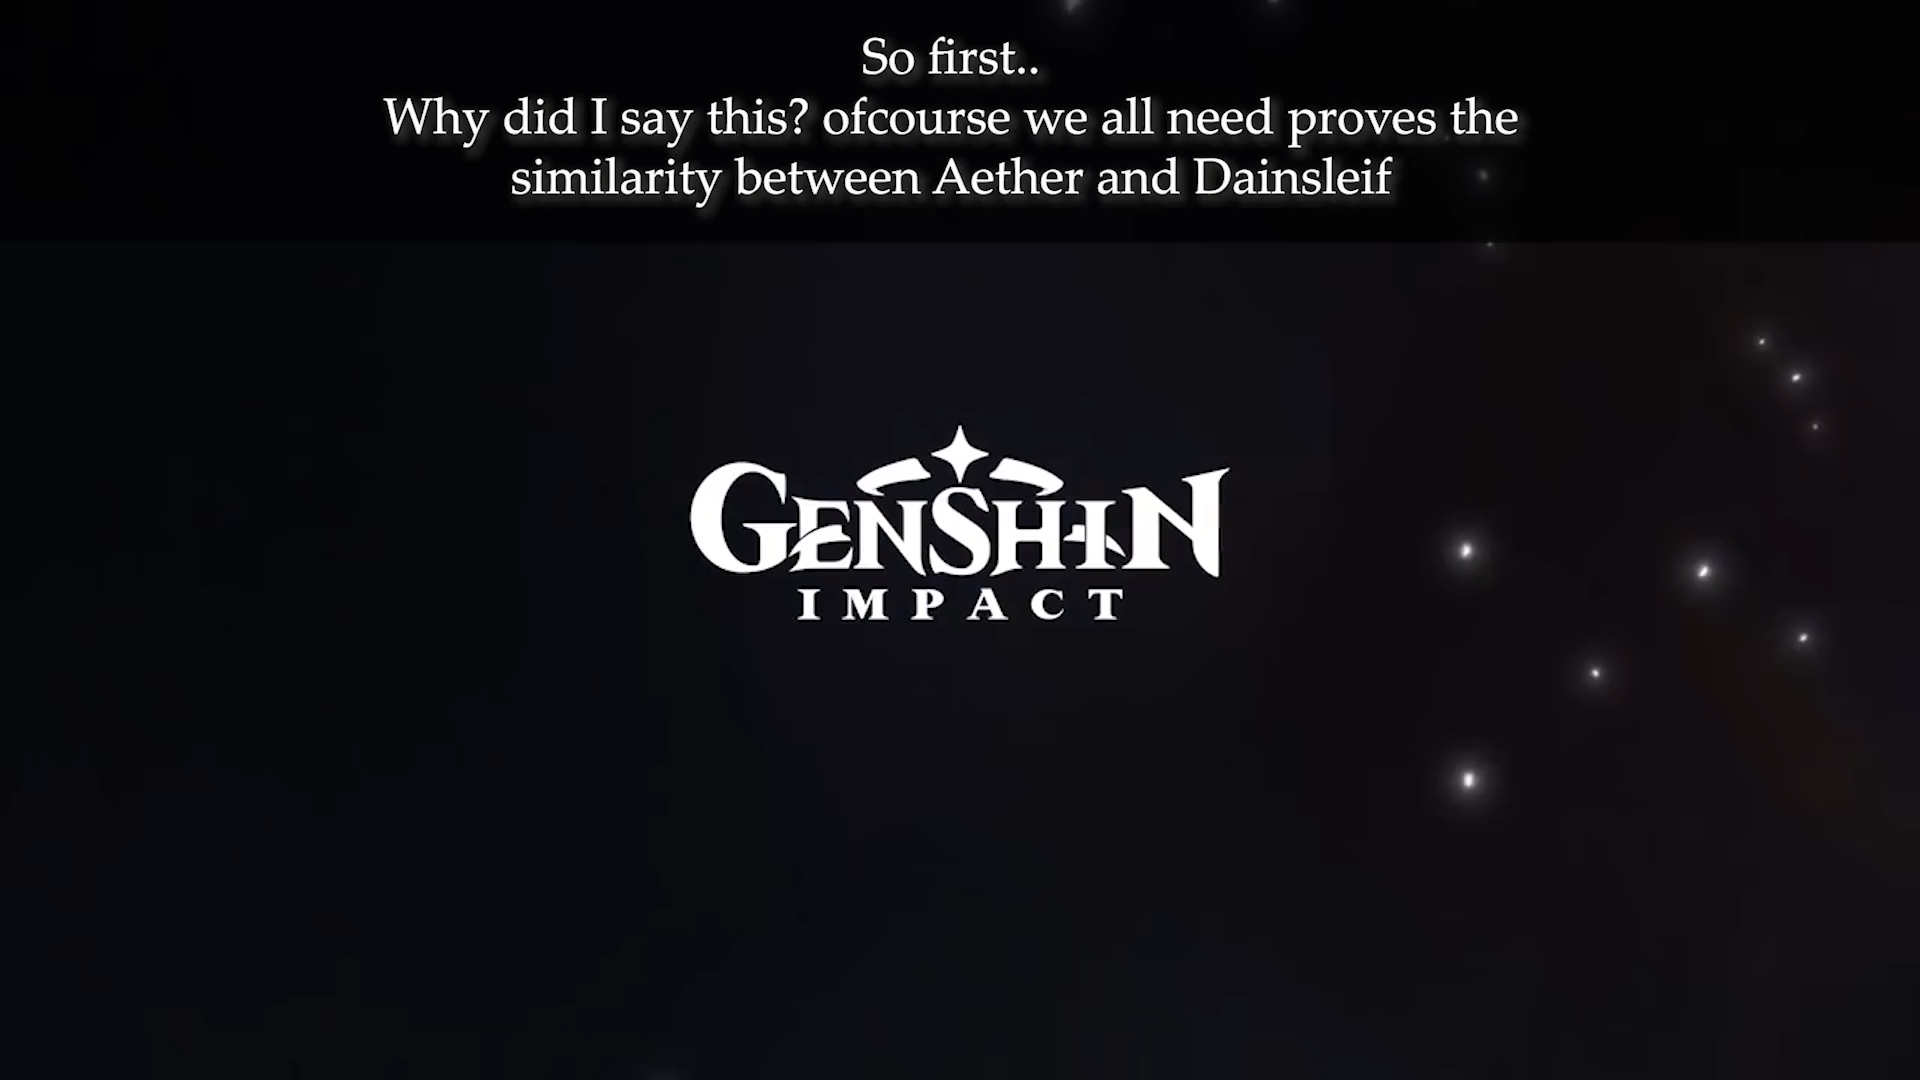 So first..
Why did I say this? ofcourse we all need proves the
similarity between Aether and Dainsleif
GENSHIN
IMPACT